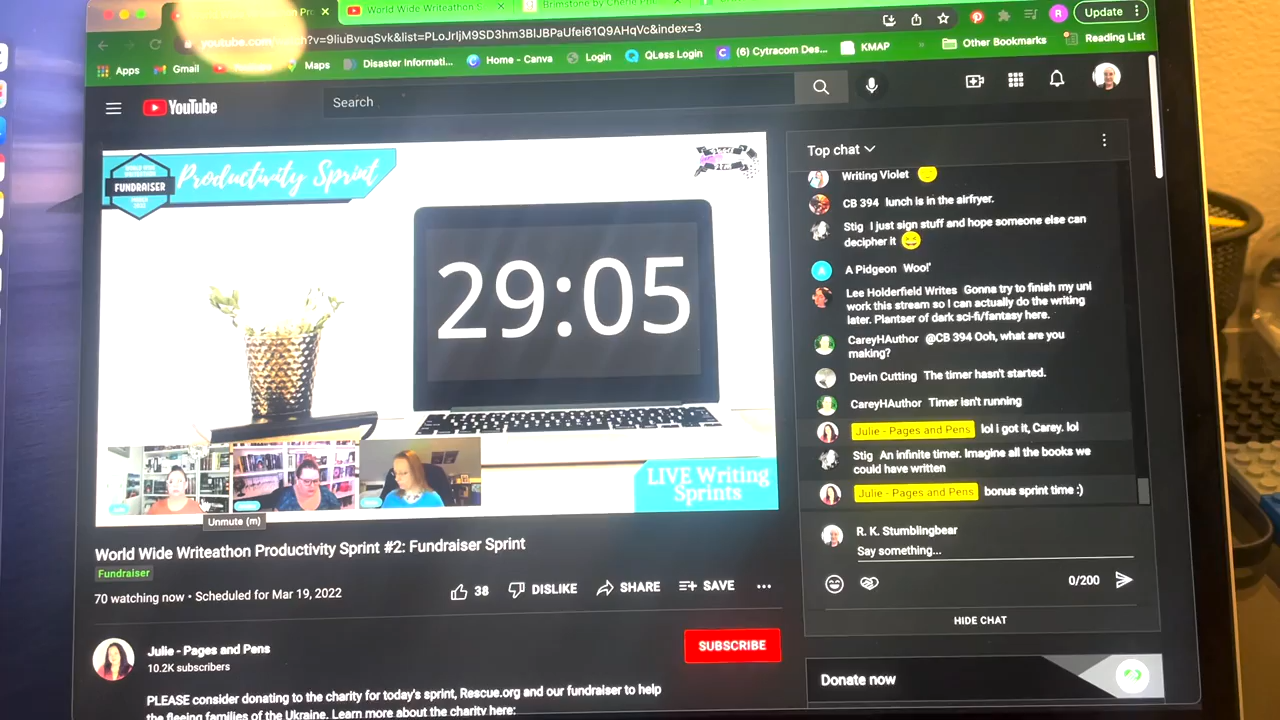 World Wide Writeathon S
Brimstone by Cherie Pri
youtube.com
h?v=9liuBvuqSvk&list=PLoJrIjM9SD3hm3BIJBPaUfei61Q9AHqVc&index=3
R
Update
Apps
Gmail
Maps
Disaster Informati...
Home - Canva
Login
QLess Login
(6) Cytracom Des...
KMAP
»
Other Bookmarks
Reading List
YouTube
Search
FUNDRAISER
Productivity Sprint
29:05
LIVE Writing
Sprints
Unmute (m)
World Wide Writeathon Productivity Sprint #2: Fundraiser Sprint
Fundraiser
70 watching now • Scheduled for Mar 19, 2022
38
DISLIKE
SHARE
SAVE
Julie - Pages and Pens
10.2K subscribers
SUBSCRIBE
PLEASE consider donating to the charity for today's sprint, Rescue.org and our fundraiser to help
the fleeing families of the Ukraine. Learn more about the charity here:
Top chat
Writing Violet
CB 394 lunch is in the airfryer.
Stig I just sign stuff and hope someone else can
decipher it
A
A Pidgeon Woo!'
Lee Holderfield Writes Gonna try to finish my uni
work this stream so I can actually do the writing
later. Plantser of dark sci-fi/fantasy here.
CareyHAuthor @CB 394 Ooh, what are you
making?
Devin Cutting The timer hasn't started.
CareyHAuthor Timer isn't running
Julie - Pages and Pens lol I got it, Carey. lol
Stig An infinite timer. Imagine all the books we
could have written
Julie - Pages and Pens bonus sprint time :)
R. K. Stumblingbear
Say something...
0/200
HIDE CHAT
Donate now